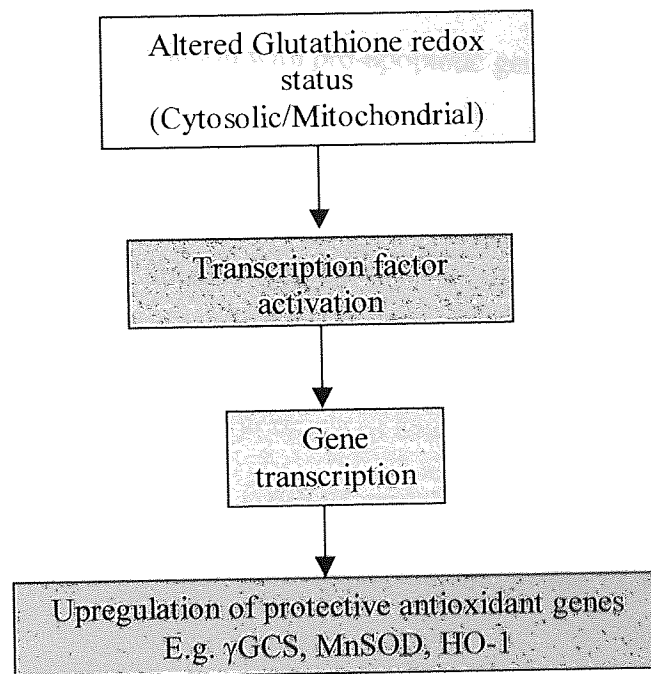 Altered Glutathione redox
status
(Cytosolic/Mitochondrial)
Transcription factor
activation
Gene
transcription
Upregulation of protective antioxidant genes
E.g. γGCS, MnSOD, HO-1